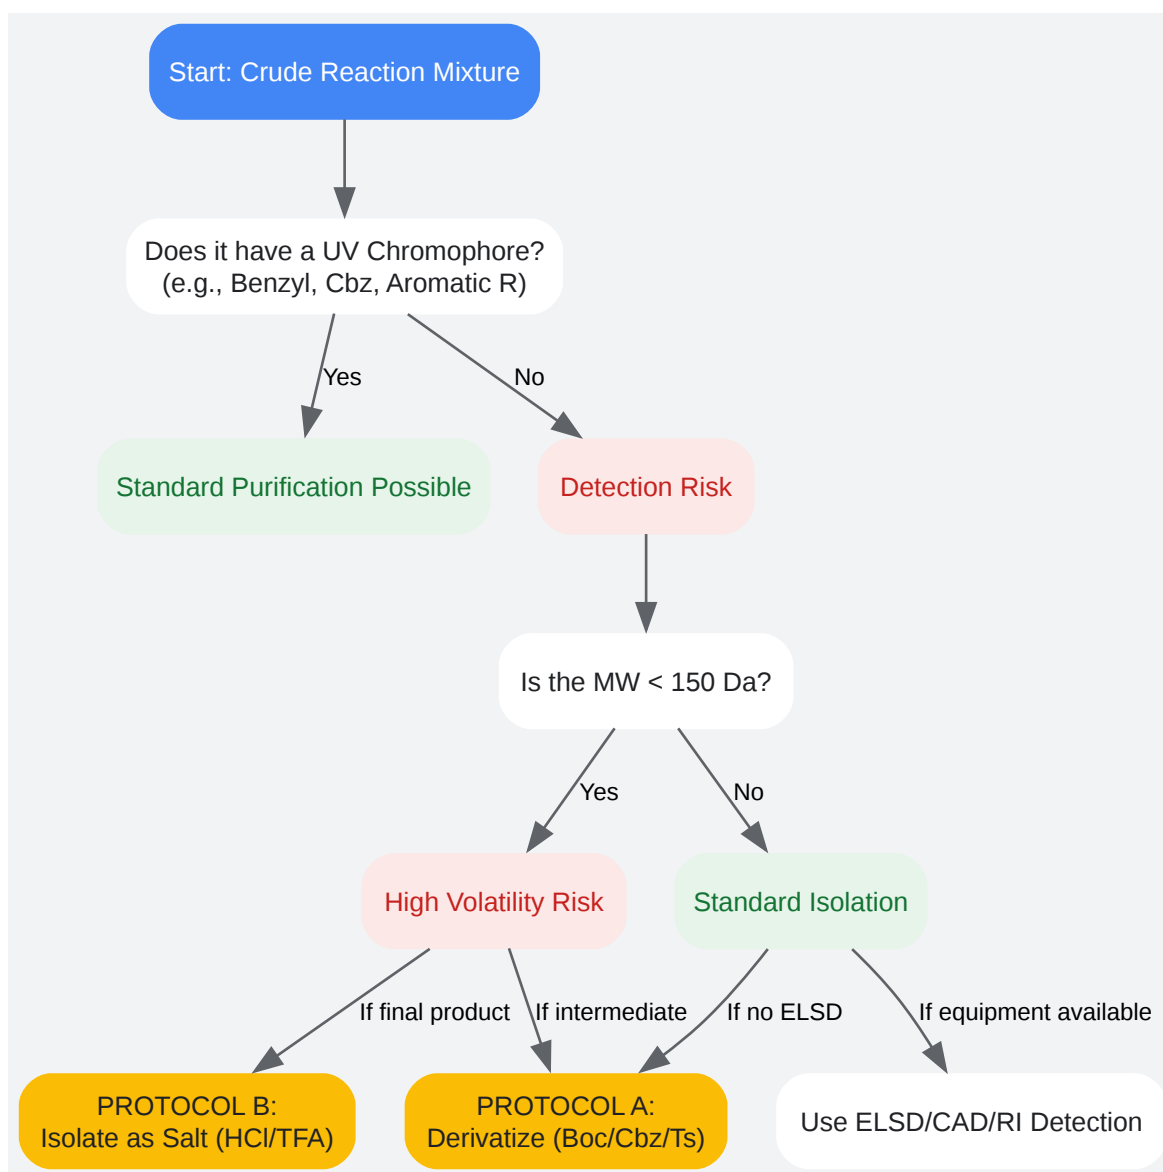 Start: Crude Reaction Mixture
Does it have a UV Chromophore?
(e.g., Benzyl, Cbz, Aromatic R)
Yes
No
Standard Purification Possible
Detection Risk
Is the MW < 150 Da?
Yes
No
High Volatility Risk
Standard Isolation
If final product
If intermediate
If no ELSD
If equipment available
PROTOCOL B:
Isolate as Salt (HCl/TFA)
PROTOCOL A:
Derivatize (Boc/Cbz/Ts)
Use ELSD/CAD/RI Detection